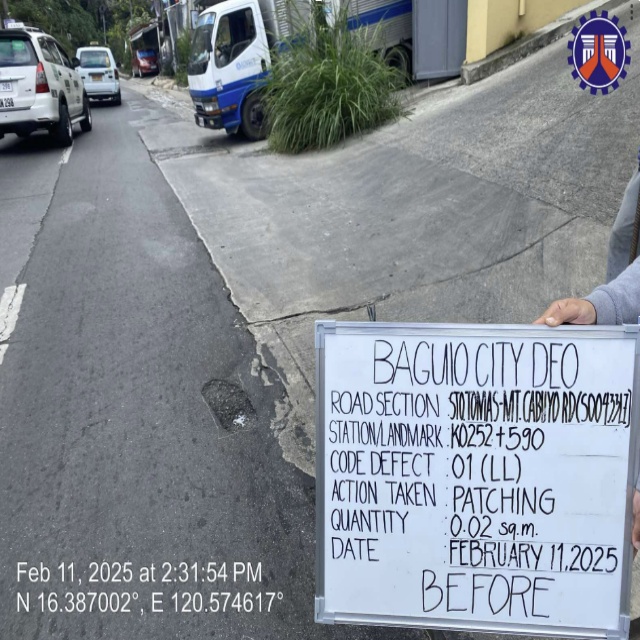 BAGUIO CITY DEO
ROAD SECTION : STO.TOMAS-MT.CABUYO RD(S00433LZ)
STATION/LANDMARK : K0252+590
CODE DEFECT : 01 (LL)
ACTION TAKEN : PATCHING
QUANTITY : 0.02 sq.m.
DATE : FEBRUARY 11,2025
BEFORE
Feb 11, 2025 at 2:31:54 PM
N 16.387002°, E 120.574617°